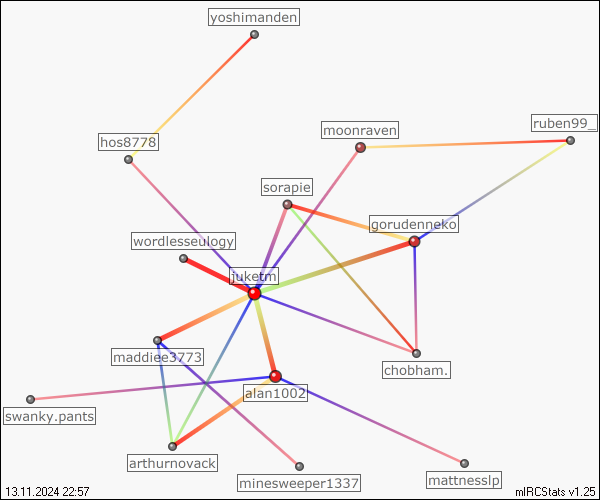 yoshimanden
ruben99_
moonraven
hos8778
sorapie
gorudenneko
wordlesseulogy
juketm
maddiee3773
chobham.
alan1002
swanky.pants
arthurnovack
minesweeper1337
mattnesslp
13.11.2024 22:57
mIRCStats v1.25